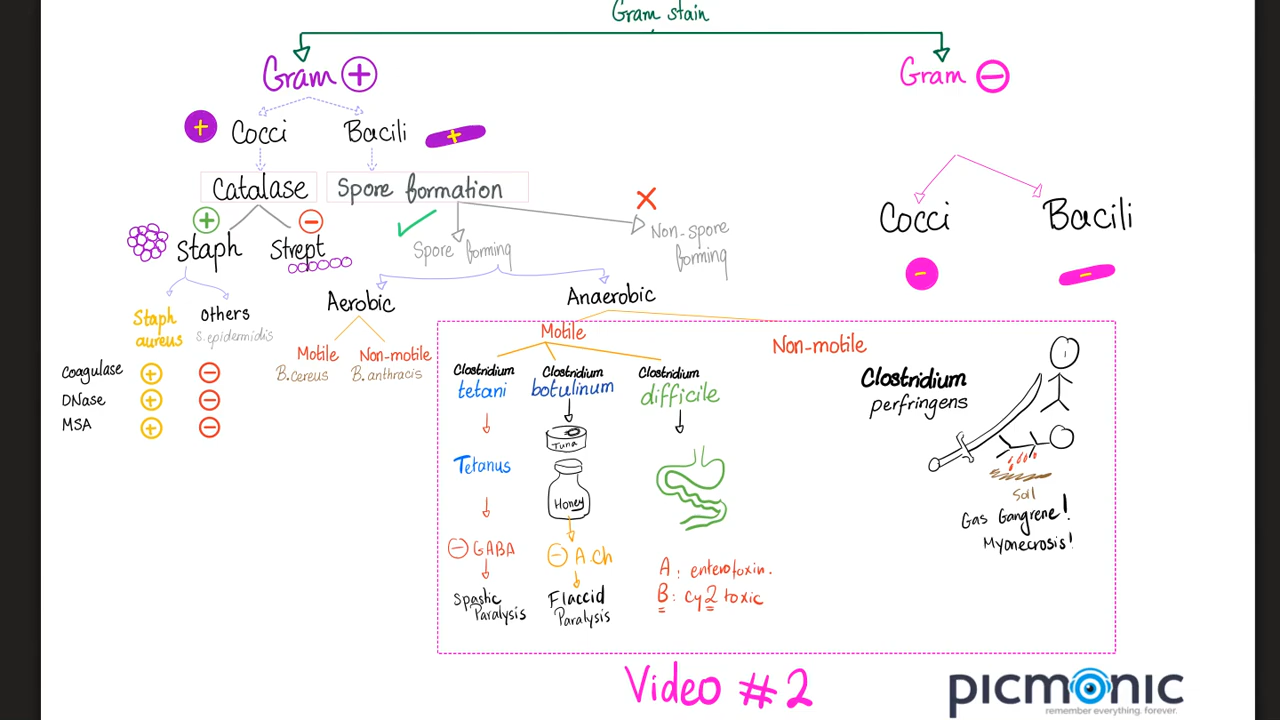 Gram stain
Gram +
Gram −
+ Cocci
Bacili +
Catalase
Spore formation
+
−
Staph
Strept
Spore forming
Non-spore
forming
Cocci
Bacili
−
−
Staph
aureus
Others
S. epidermidis
Coagulase + −
DNase + −
MSA + −
Aerobic
Motile
B. cereus
Non-motile
B. anthracis
Anaerobic
Motile
Non-motile
Clostridium
tetani
Tetanus
− GABA
Spastic
Paralysis
Clostridium
botulinum
Tuna
Honey
− A.ch
Flaccid
Paralysis
Clostridium
difficile
A: enterotoxin.
B: cy2toxic
Clostridium
perfringens
Soil
Gas Gangrene!
Myonecrosis!
Video #2
picmonic
remember everything. forever.